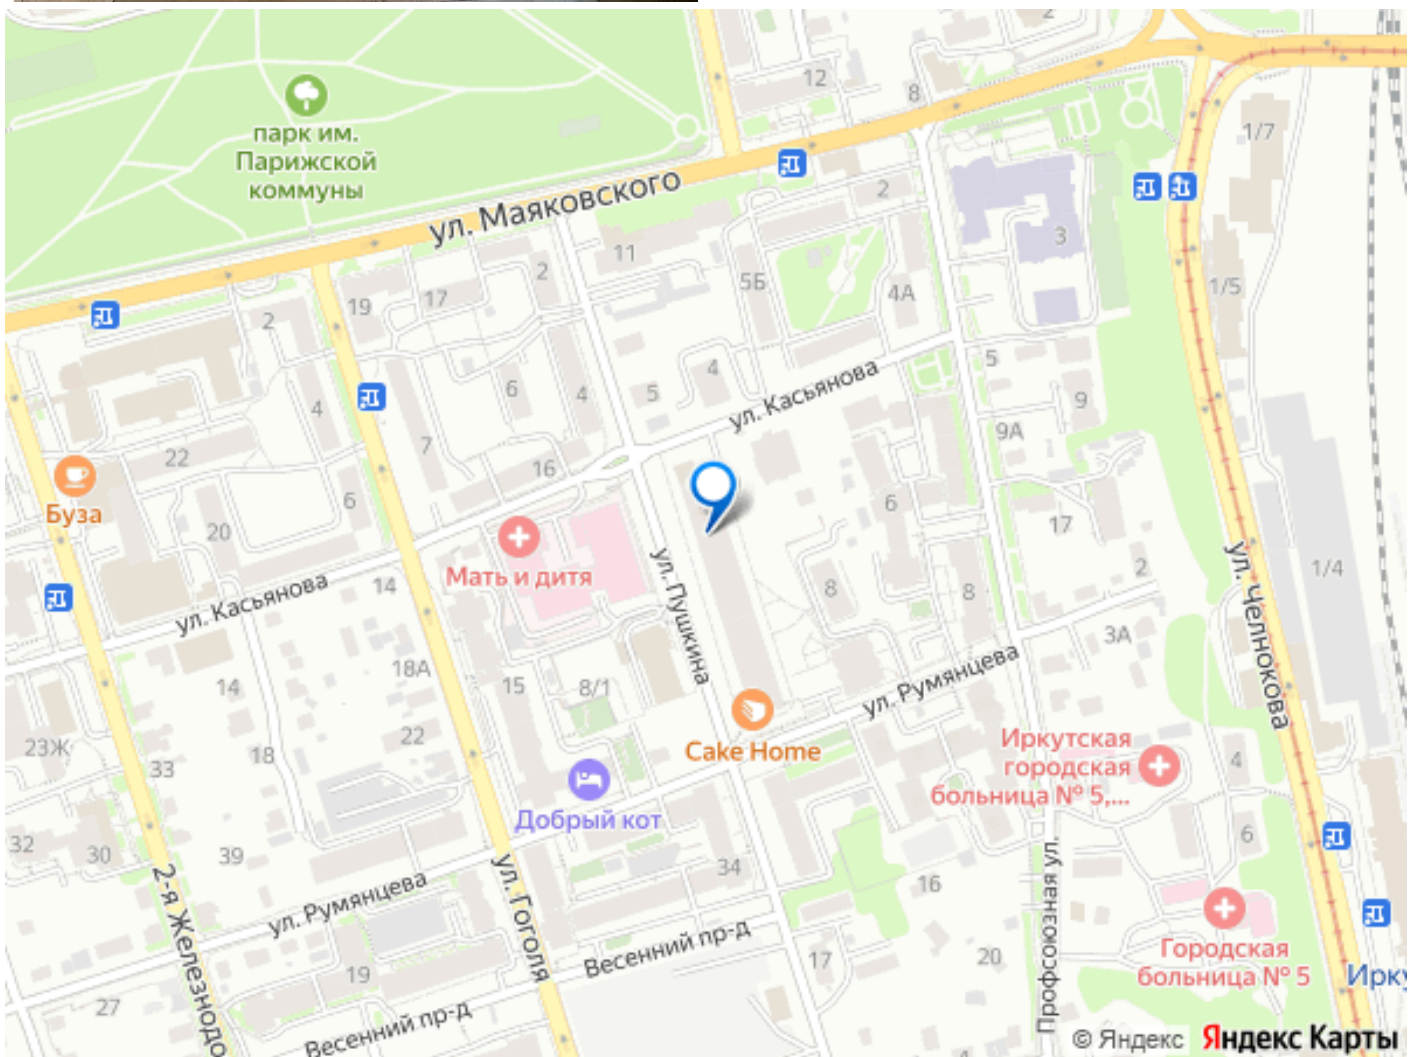 2
12
8
1/7
парк им.
Парижской
коммуны
ул. Маяковского
2
3
11
2
5Б
4А
1/5
19
17
2
6
4
5
4
ул. Касьянова
5
9
9А
4
7
22
16
6
Буза
20
6
17
ул. Касьянова
14
Мать и дитя
ул. Пушкина
8
8
2
ул. Челнокова
1/4
3А
18А
14
15
8/1
ул. Румянцева
23Ж
18
22
33
Cake Home
Иркутская
городская
больница № 5,...
4
Добрый кот
32
30
39
34
6
16
2-я Железнодо
ул. Румянцева
ул. Гоголя
Весенний пр-д
Профсоюзная ул.
Городская
больница № 5
19
17
20
Ирку
27
Весенний пр-д
© Яндекс Яндекс Карты